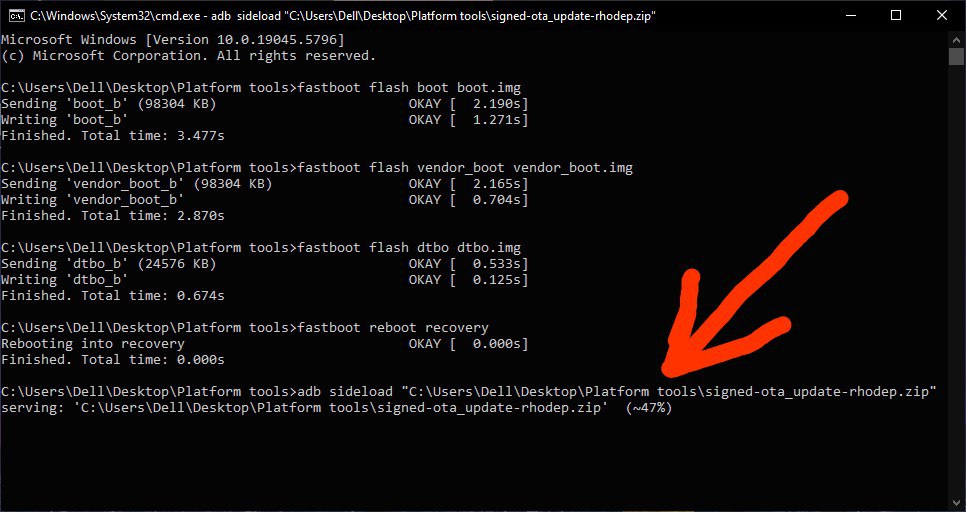 C:\Windows\System32\cmd.exe - adb  sideload "C:\Users\Dell\Desktop\Platform tools\signed-ota_update-rhodep.zip"
Microsoft Windows [Version 10.0.19045.5796]
(c) Microsoft Corporation. All rights reserved.
C:\Users\Dell\Desktop\Platform tools>fastboot flash boot boot.img
Sending 'boot_b' (98304 KB)                        OKAY [  2.190s]
Writing 'boot_b'                                   OKAY [  1.271s]
Finished. Total time: 3.477s
C:\Users\Dell\Desktop\Platform tools>fastboot flash vendor_boot vendor_boot.img
Sending 'vendor_boot_b' (98304 KB)                 OKAY [  2.165s]
Writing 'vendor_boot_b'                            OKAY [  0.704s]
Finished. Total time: 2.870s
C:\Users\Dell\Desktop\Platform tools>fastboot flash dtbo dtbo.img
Sending 'dtbo_b' (24576 KB)                        OKAY [  0.533s]
Writing 'dtbo_b'                                   OKAY [  0.125s]
Finished. Total time: 0.674s
C:\Users\Dell\Desktop\Platform tools>fastboot reboot recovery
Rebooting into recovery                            OKAY [  0.000s]
Finished. Total time: 0.000s
C:\Users\Dell\Desktop\Platform tools>adb sideload "C:\Users\Dell\Desktop\Platform tools\signed-ota_update-rhodep.zip"
serving: 'C:\Users\Dell\Desktop\Platform tools\signed-ota_update-rhodep.zip'  (~47%)